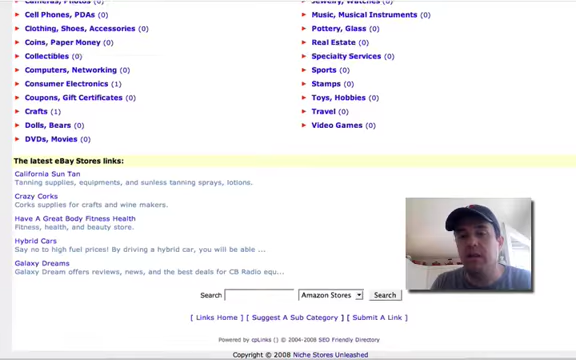 Cameras, Photos (0)
Cell Phones, PDAs (0)
Clothing, Shoes, Accessories (0)
Coins, Paper Money (0)
Collectibles (0)
Computers, Networking (0)
Consumer Electronics (1)
Coupons, Gift Certificates (0)
Crafts (1)
Dolls, Bears (0)
DVDs, Movies (0)
Jewelry, Watches (0)
Music, Musical Instruments (0)
Pottery, Glass (0)
Real Estate (0)
Specialty Services (0)
Sports (0)
Stamps (0)
Toys, Hobbies (0)
Travel (0)
Video Games (0)
The latest eBay Stores links:
California Sun Tan
Tanning supplies, equipments, and sunless tanning sprays, lotions.
Crazy Corks
Corks supplies for crafts and wine makers.
Have A Great Body Fitness Health
Fitness, health, & beauty store.
Hybrid Cars
Say no to high fuel prices! By driving a hybrid car, you will be able ...
Galaxy Dreams
Galaxy Dream offers reviews, news, and the best deals for CB Radio equ...
Search Amazon Stores Search
[ Links Home ] [ Suggest A Sub Category ] [ Submit A Link ]
Powered by cpLinks () © 2004-2008 SEO Friendly Directory
Copyright © 2008 Niche Stores Unleashed